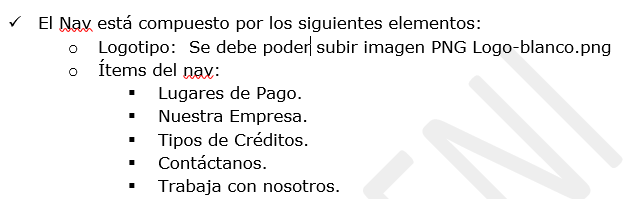 ✓ El Nav está compuesto por los siguientes elementos:
o Logotipo: Se debe poder subir imagen PNG Logo-blanco.png
o Ítems del nav:
▪ Lugares de Pago.
▪ Nuestra Empresa.
▪ Tipos de Créditos.
▪ Contáctanos.
▪ Trabaja con nosotros.